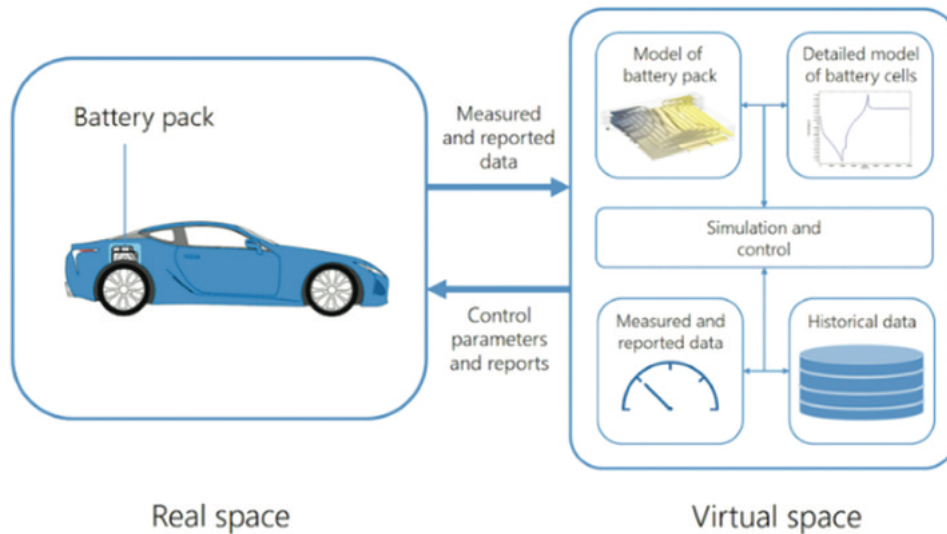 Battery pack
Measured
and reported
data
Control
parameters
and reports
Model of
battery pack
Detailed model
of battery cells
Simulation and
control
Measured and
reported data
Historical data
Real space
Virtual space